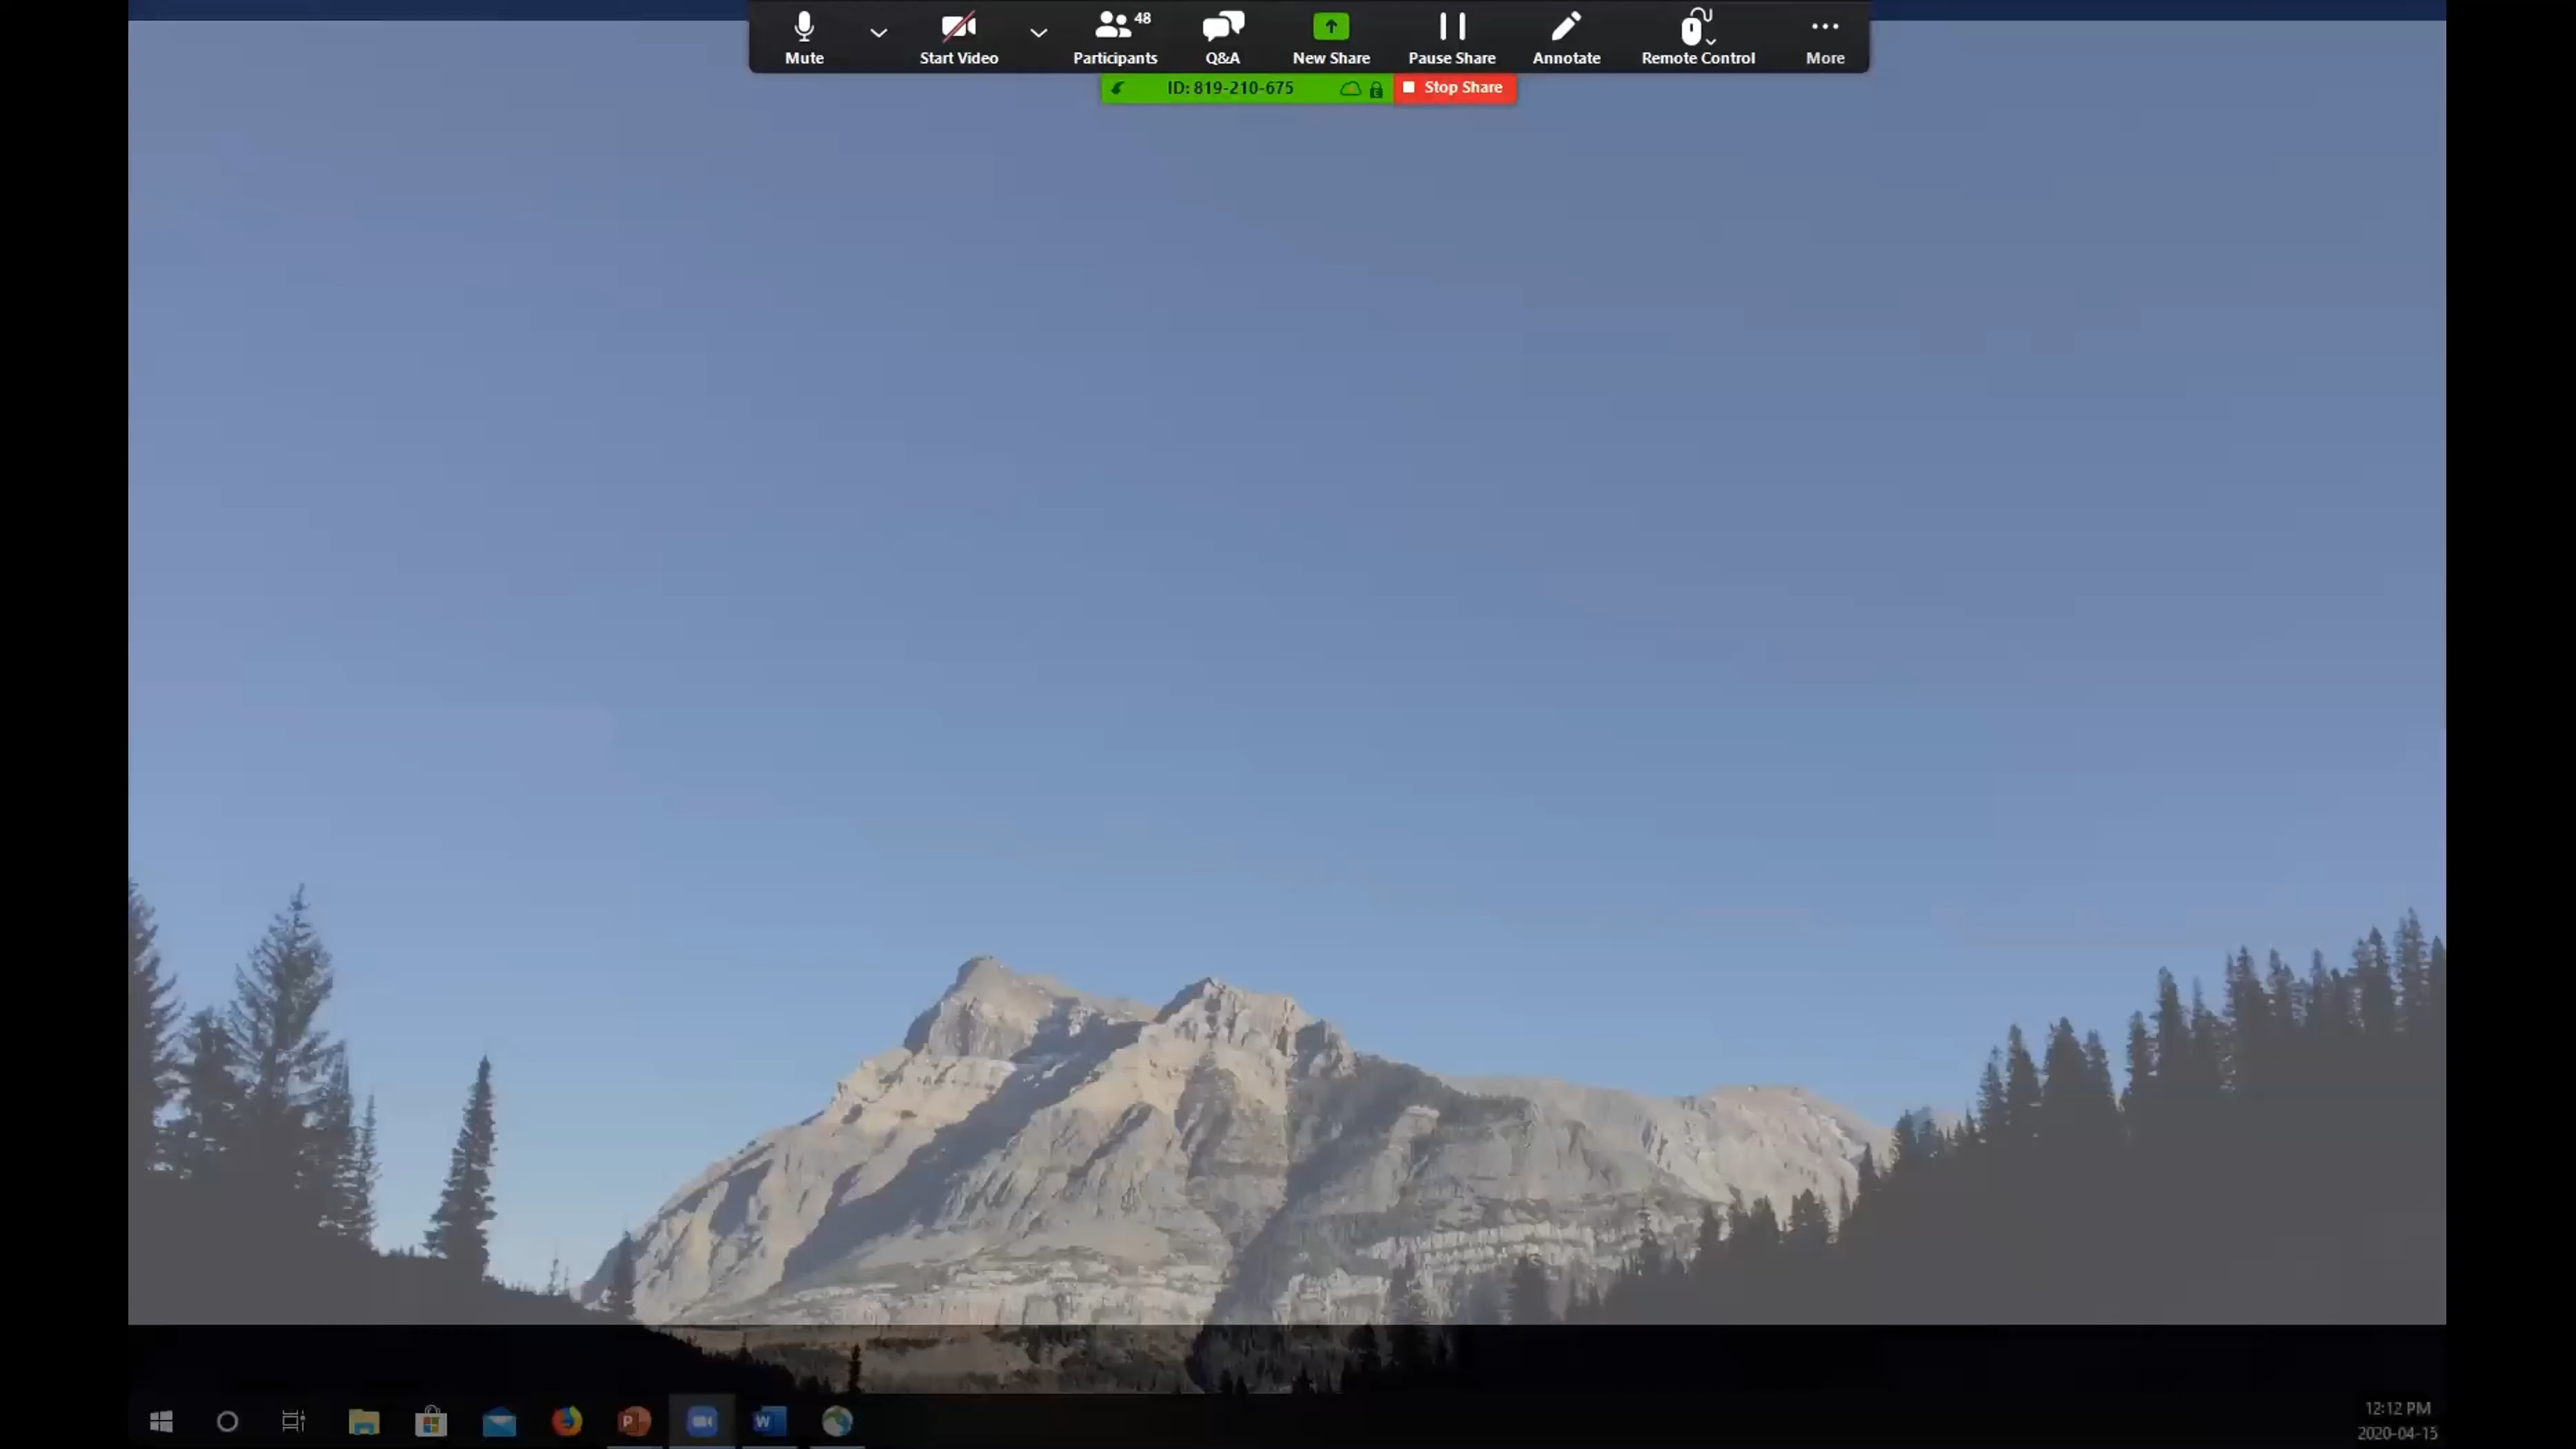 48
Mute
Start Video
Participants
Q&A
New Share
Pause Share
Annotate
Remote Control
More
ID: 819-210-675
Stop Share
P
W
12:12 PM
2020-04-15